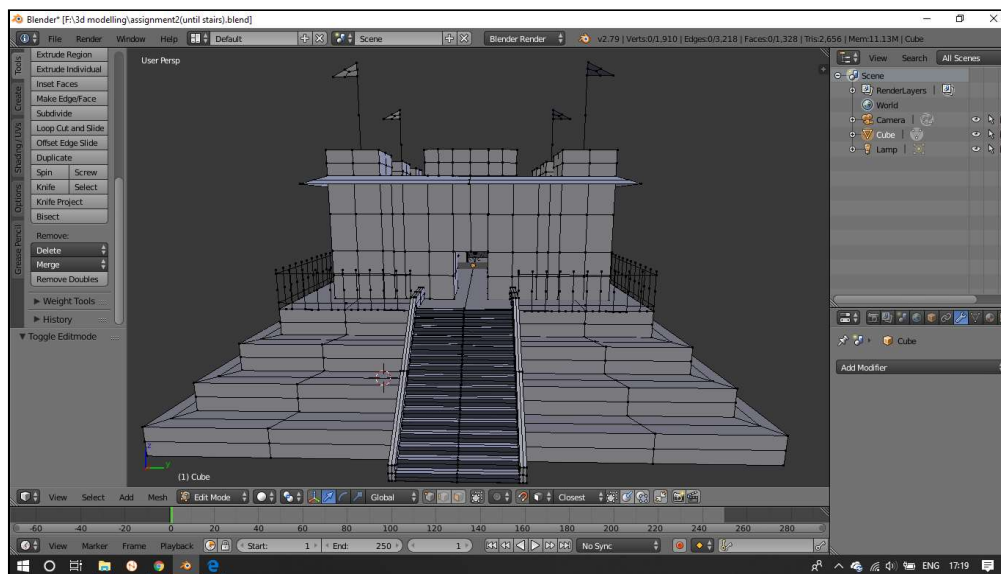 Blender* [F:\3d modelling\assignment2(until stairs).blend]
File Render Window Help Default Scene Blender Render v2.79 | Verts:0/1,910 | Edges:0/3,218 | Faces:0/1,328 | Tris:2,656 | Mem:11.13M | Cube
View Search All Scenes
Tools
Create
Shading / UVs
Options
Grease Pencil
Extrude Region
Extrude Individual
Inset Faces
Make Edge/Face
Subdivide
Loop Cut and Slide
Offset Edge Slide
Duplicate
Spin Screw
Knife Select
Knife Project
Bisect
Remove:
Delete
Merge
Remove Doubles
Weight Tools
History
Toggle Editmode
User Persp
z
y
(1) Cube
Scene
RenderLayers
World
Camera
Cube
Lamp
Cube
Add Modifier
View Select Add Mesh Edit Mode Global Closest
-60 -40 -20 0 20 40 60 80 100 120 140 160 180 200 220 240 260 280
View Marker Frame Playback Start: 1 End: 250 1 No Sync
ENG 17:19